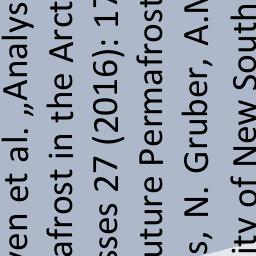 ven et al. „Analys
afrost in the Arct
sses 27 (2016): 17
uture Permafrost
s, N. Gruber, A.M
ity of New South